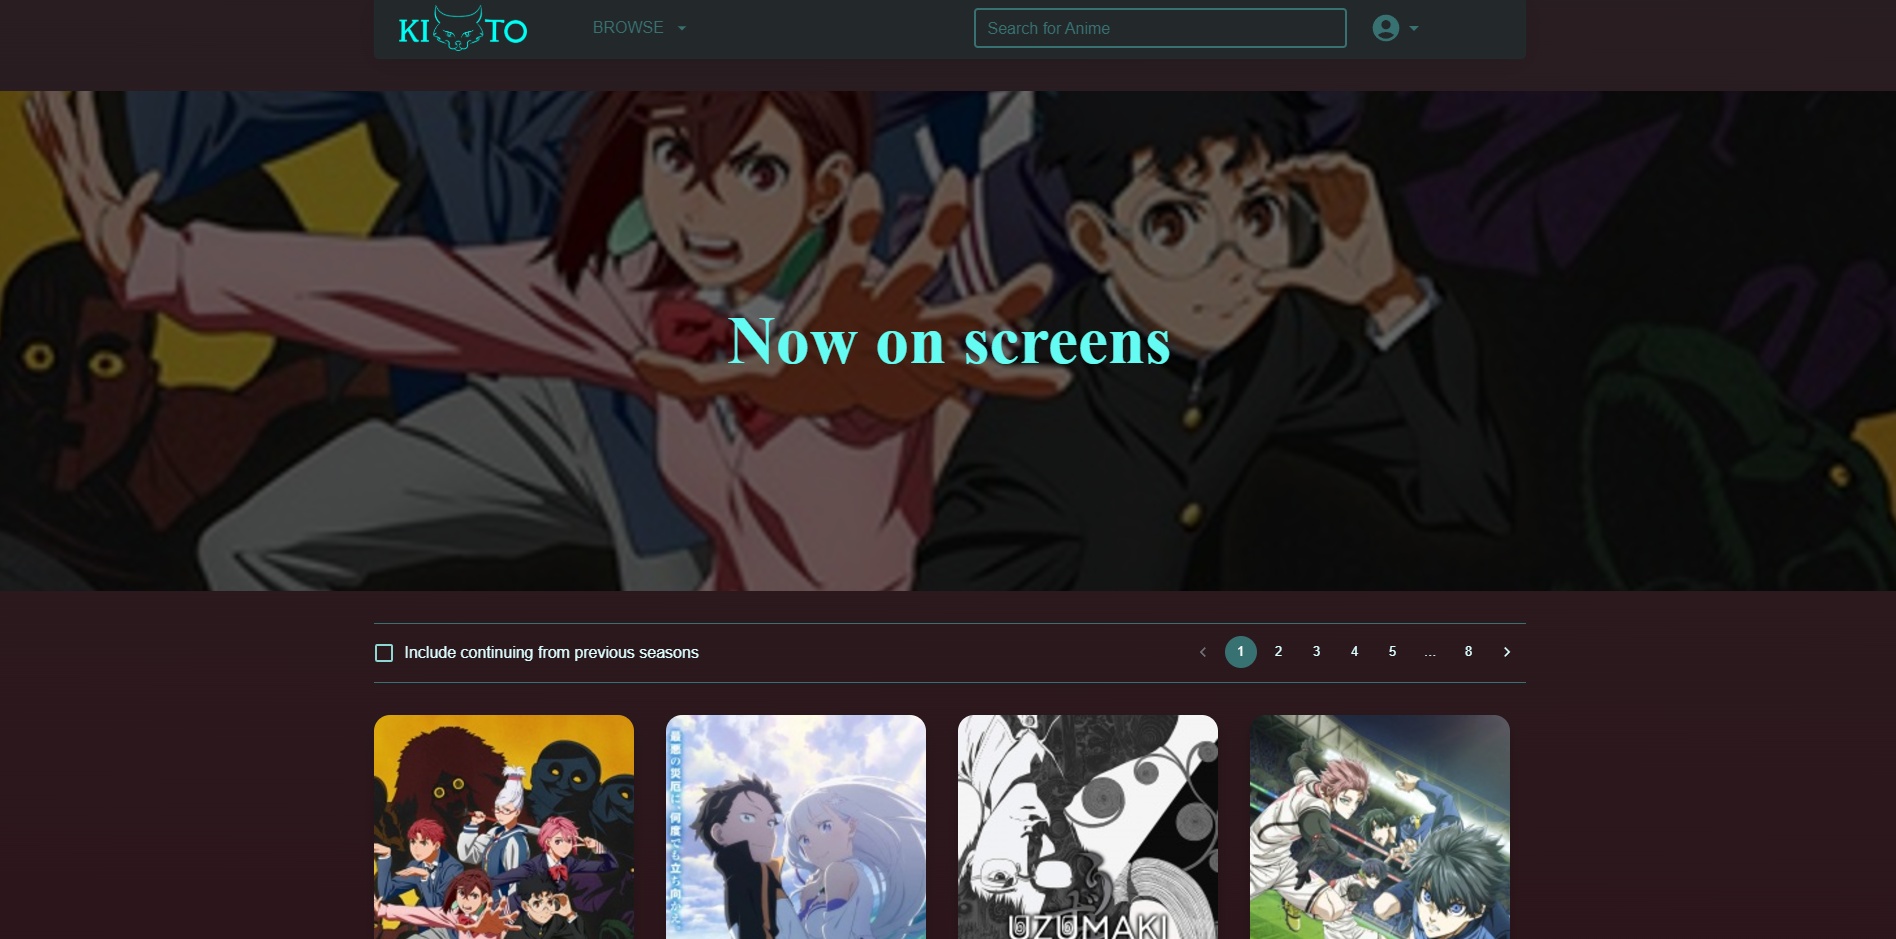 KITO
BROWSE
Search for Anime
Now on screens
Include continuing from previous seasons
1 2 3 4 5 ... 8
最悪の災厄に、何度でも立ち向かえ。
UZUMAKI